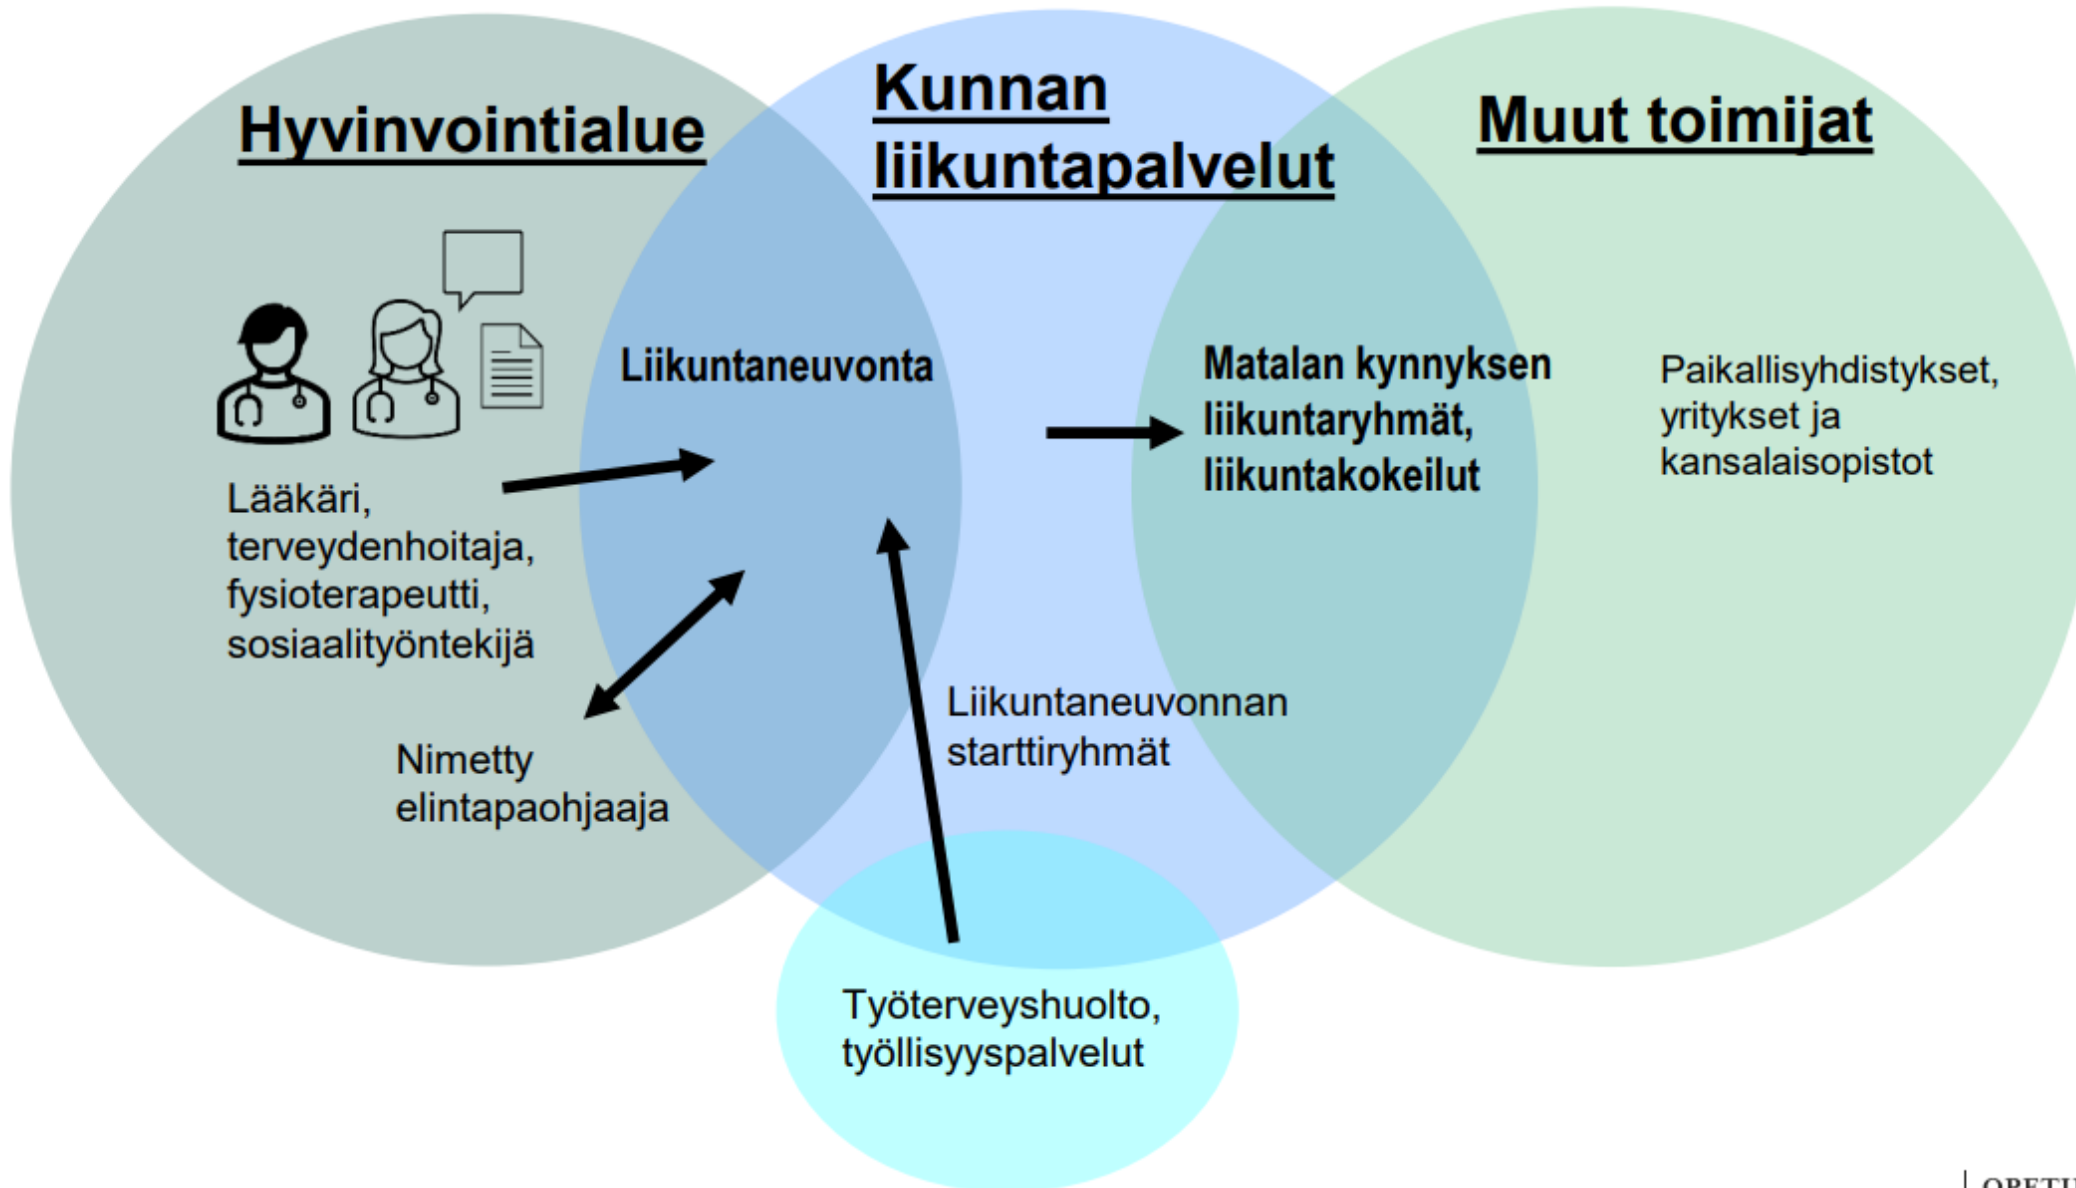 Hyvinvointialue
Kunnan
liikuntapalvelut
Muut toimijat
Liikuntaneuvonta
Matalan kynnyksen
liikuntaryhmät,
liikuntakokeilut
Paikallisyhdistykset,
yritykset ja
kansalaisopistot
Lääkäri,
terveydenhoitaja,
fysioterapeutti,
sosiaalityöntekijä
Nimetty
elintapaohjaaja
Liikuntaneuvonnan
starttiryhmät
Työterveyshuolto,
työllisyyspalvelut